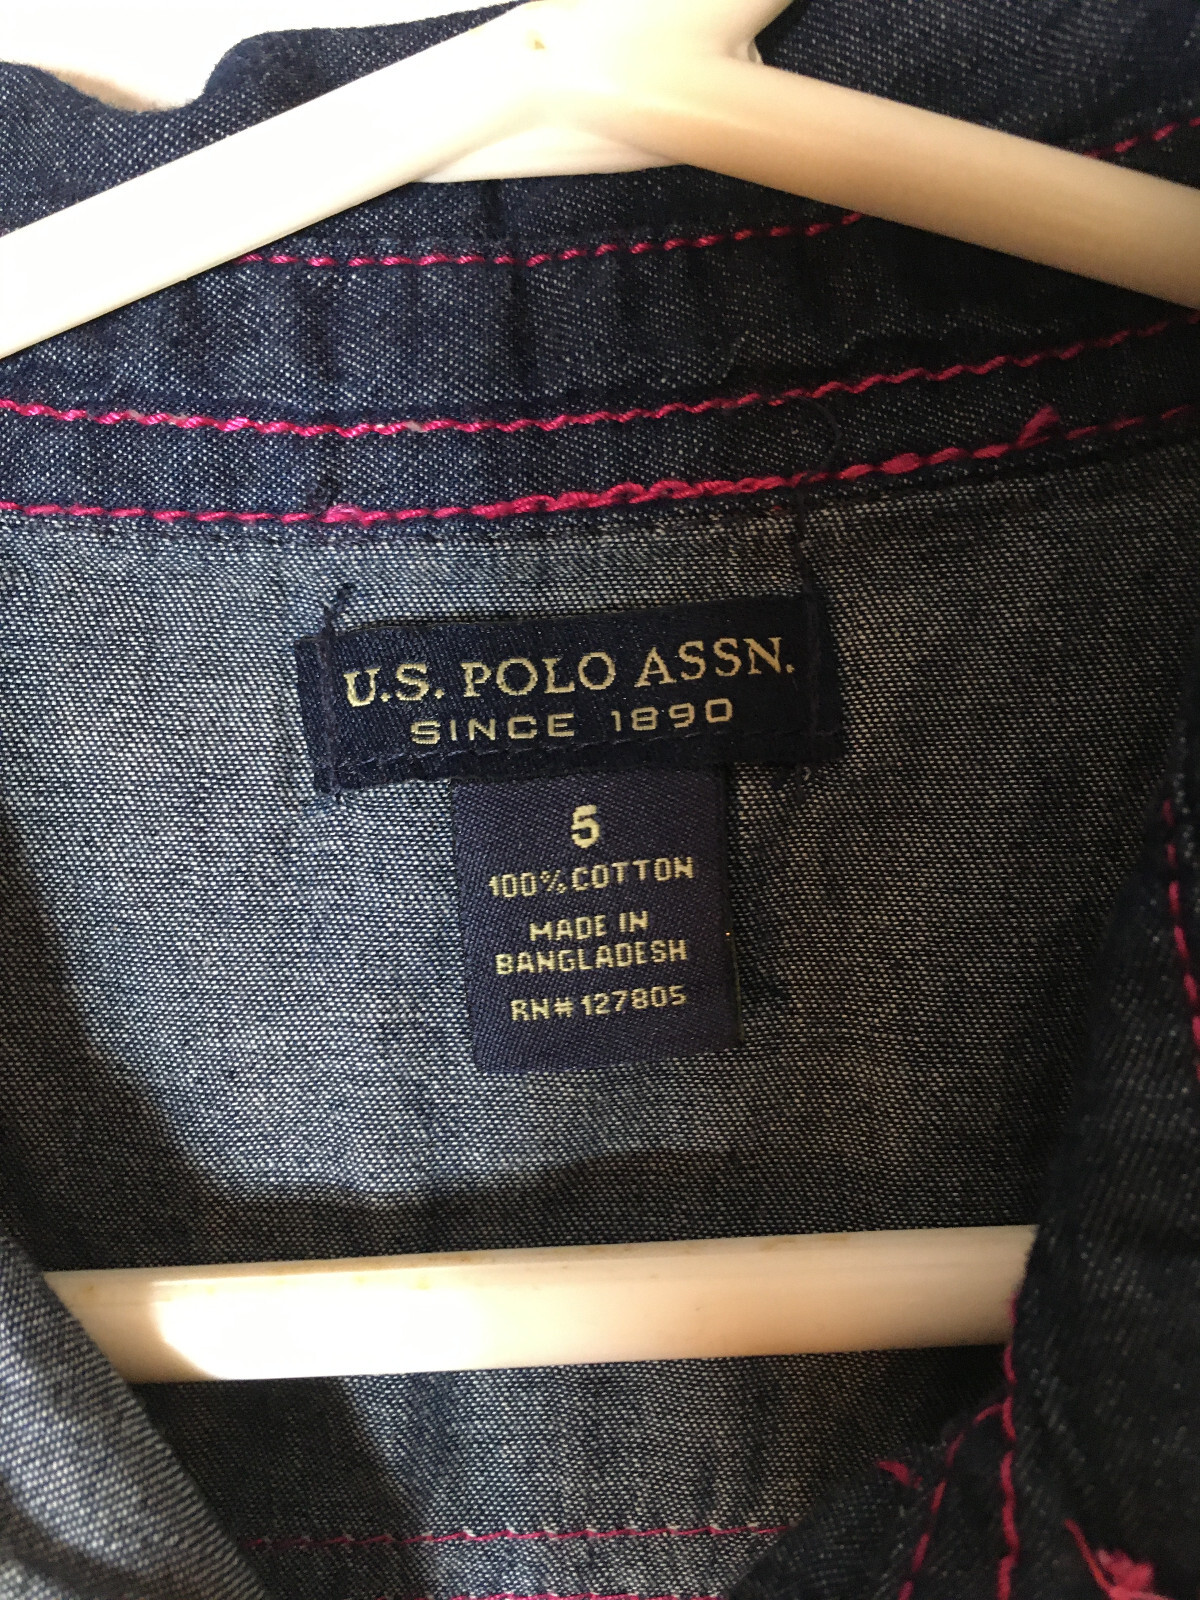 U.S. POLO ASSN.
SINCE 1890
5
100% COTTON
MADE IN
BANGLADESH
RN# 127805